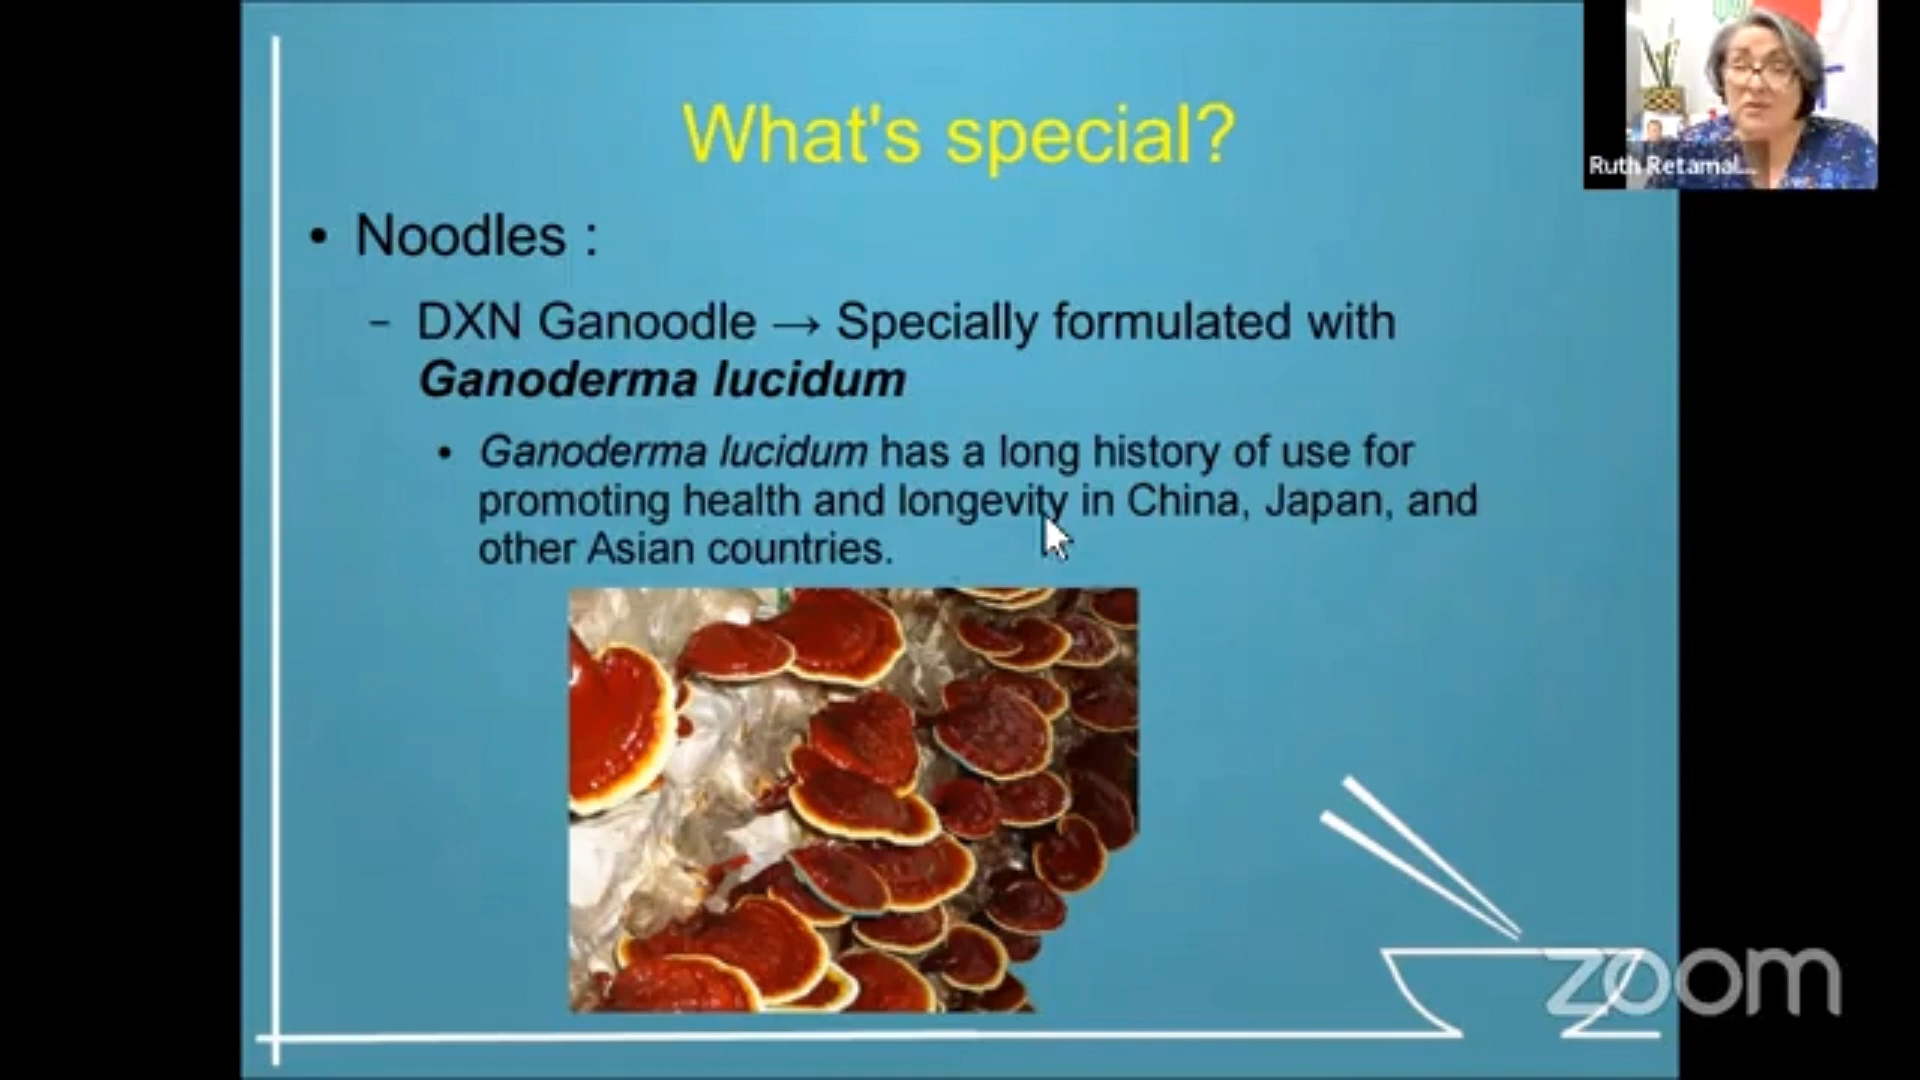 What's special?
Ruth Retamal...
• Noodles :
– DXN Ganoodle → Specially formulated with
Ganoderma lucidum
• Ganoderma lucidum has a long history of use for
promoting health and longevity in China, Japan, and
other Asian countries.
zoom